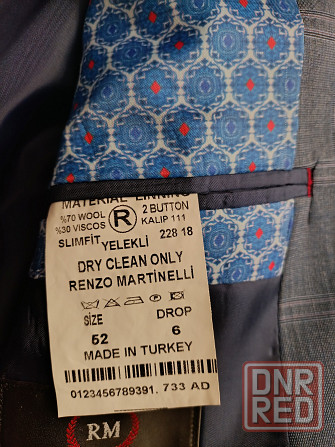 MATERIAL LINNING
%70 WOOL
%30 VISCOS
R
2 BUTTON
KALIP 111
SLIMFIT YELEKLI 228 18
DRY CLEAN ONLY
RENZO MARTINELLI
SIZE DROP
52 6
MADE IN TURKEY
0123456789391. 733 AD
RM
DNR
RED